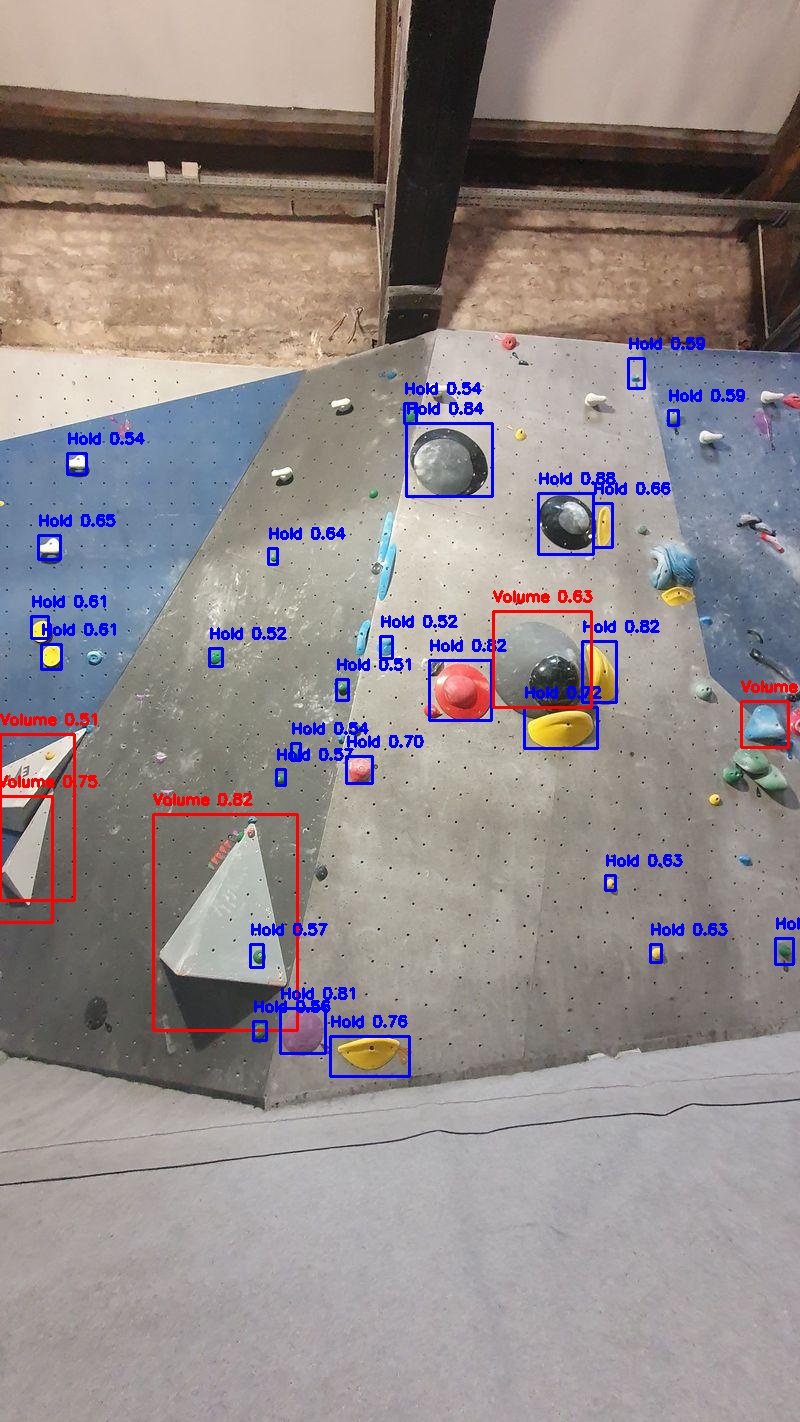 Hold 0.59
Hold 0.54
Hold 0.59
Hold 0.84
Hold 0.54
Hold 0.88
Hold 0.66
Hold 0.65
Hold 0.64
Volume 0.63
Hold 0.61
Hold 0.61
Hold 0.52
Hold 0.52
Hold 0.82
Hold 0.82
Hold 0.51
Volume
Hold 0.72
Volume 0.51
Hold 0.54
Hold 0.70
Hold 0.57
Volume 0.75
Volume 0.82
Hold 0.63
Hold 0.57
Hold 0.63
Hol
Hold 0.81
Hold 0.56
Hold 0.76